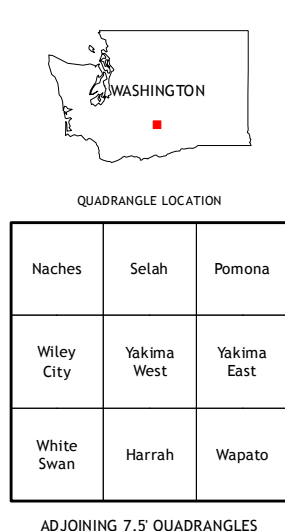 WASHINGTON
QUADRANGLE LOCATION
Naches Selah Pomona
Wiley City Yakima West Yakima East
White Swan Harrah Wapato
ADJOINING 7.5' QUADRANGLES